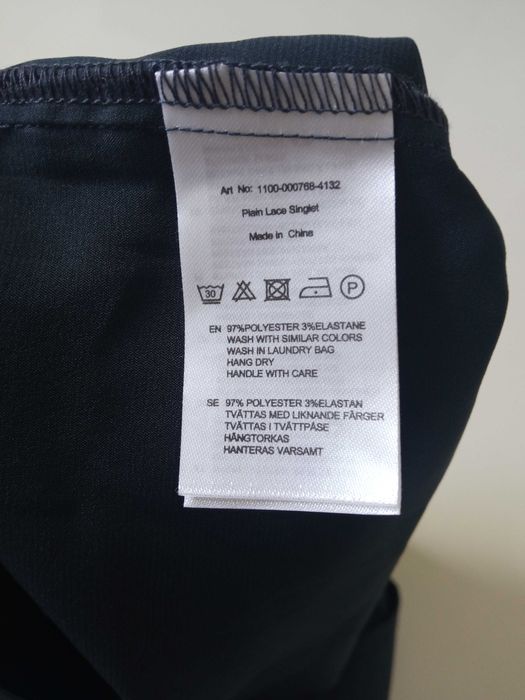 Art No: 1100-000768-4132
Plain Lace Singlet
Made in China
30
P
EN 97%POLYESTER 3%ELASTANE
WASH WITH SIMILAR COLORS
WASH IN LAUNDRY BAG
HANG DRY
HANDLE WITH CARE
SE 97% POLYESTER 3%ELASTAN
TVÄTTAS MED LIKNANDE FÄRGER
TVÄTTAS I TVÄTTPÅSE
HÄNGTORKAS
HANTERAS VARSAMT